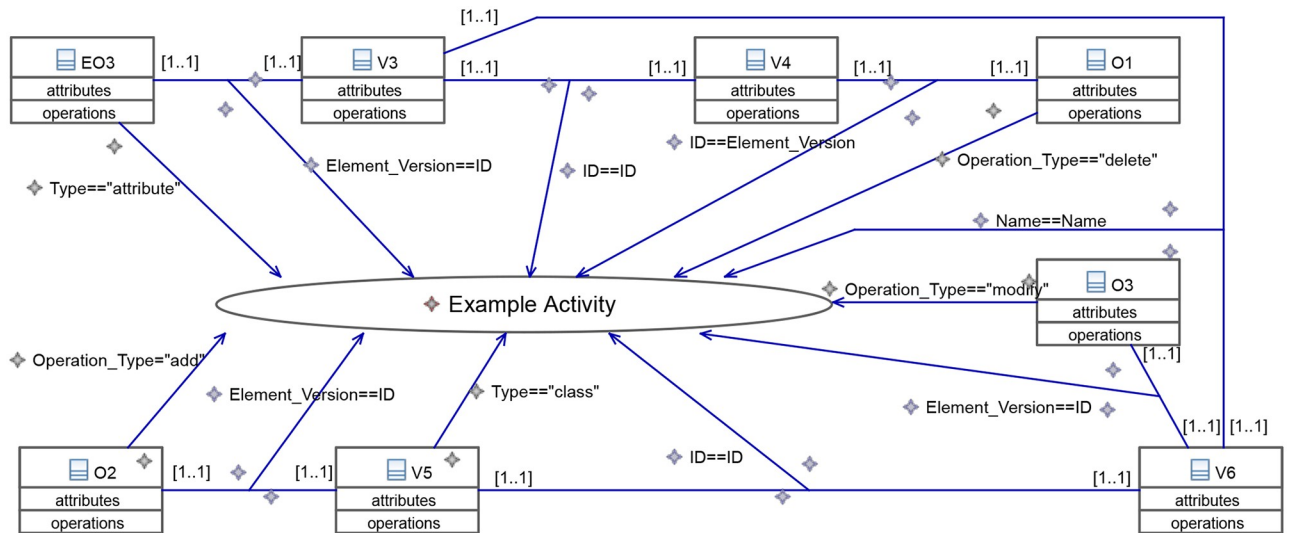 [1..1]
EO3
attributes
operations
[1..1]
[1..1]
V3
attributes
operations
[1..1]
[1..1]
V4
attributes
operations
[1..1]
[1..1]
O1
attributes
operations
Type=="attribute"
Element_Version==ID
ID==ID
ID==Element_Version
Operation_Type=="delete"
Name==Name
Example Activity
Operation_Type=="modify"
O3
attributes
operations
[1..1]
Operation_Type="add"
Element_Version==ID
Type=="class"
Element_Version==ID
ID==ID
[1..1]
[1..1]
O2
attributes
operations
[1..1]
[1..1]
V5
attributes
operations
[1..1]
[1..1]
V6
attributes
operations